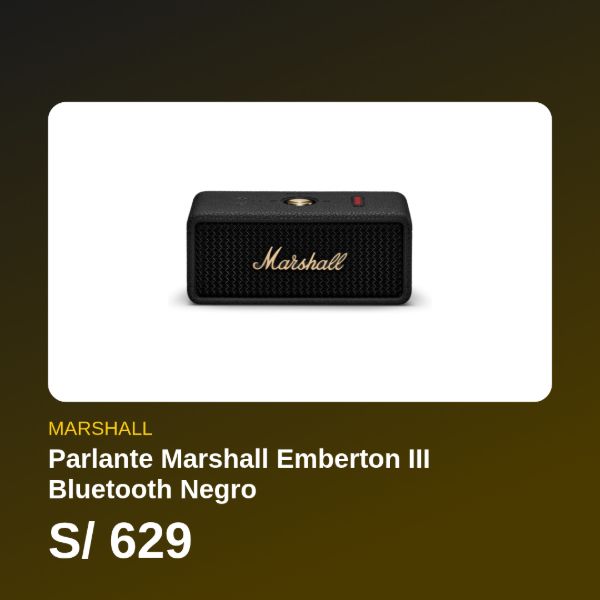 Marshall
MARSHALL
Parlante Marshall Emberton III
Bluetooth Negro
S/ 629